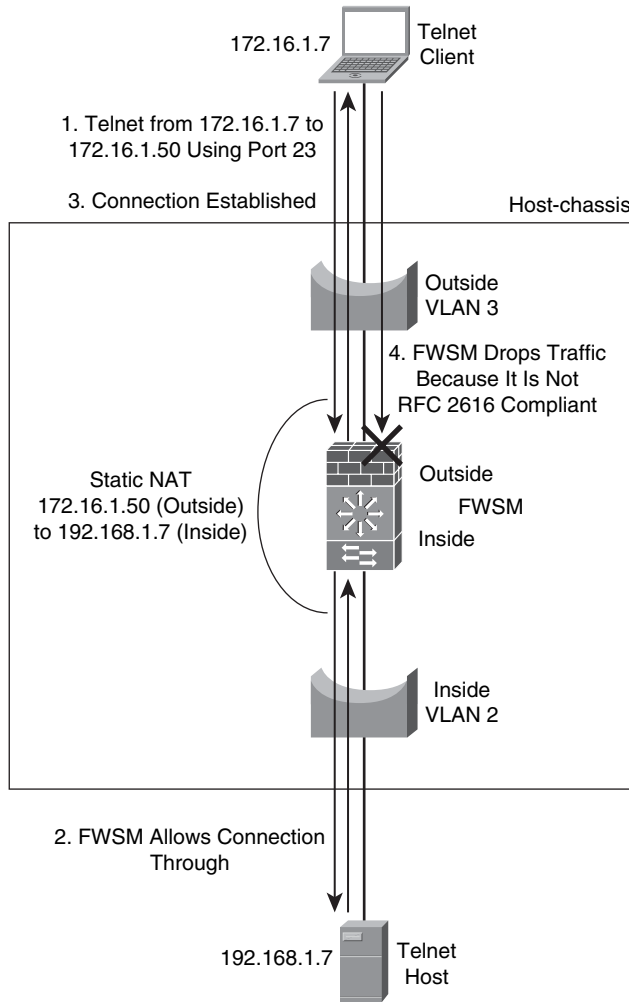 172.16.1.7
Telnet
Client
1. Telnet from 172.16.1.7 to
172.16.1.50 Using Port 23
3. Connection Established
Host-chassis
Outside
VLAN 3
4. FWSM Drops Traffic
Because It Is Not
RFC 2616 Compliant
Static NAT
172.16.1.50 (Outside)
to 192.168.1.7 (Inside)
Outside
FWSM
Inside
Inside
VLAN 2
2. FWSM Allows Connection
Through
192.168.1.7
Telnet
Host